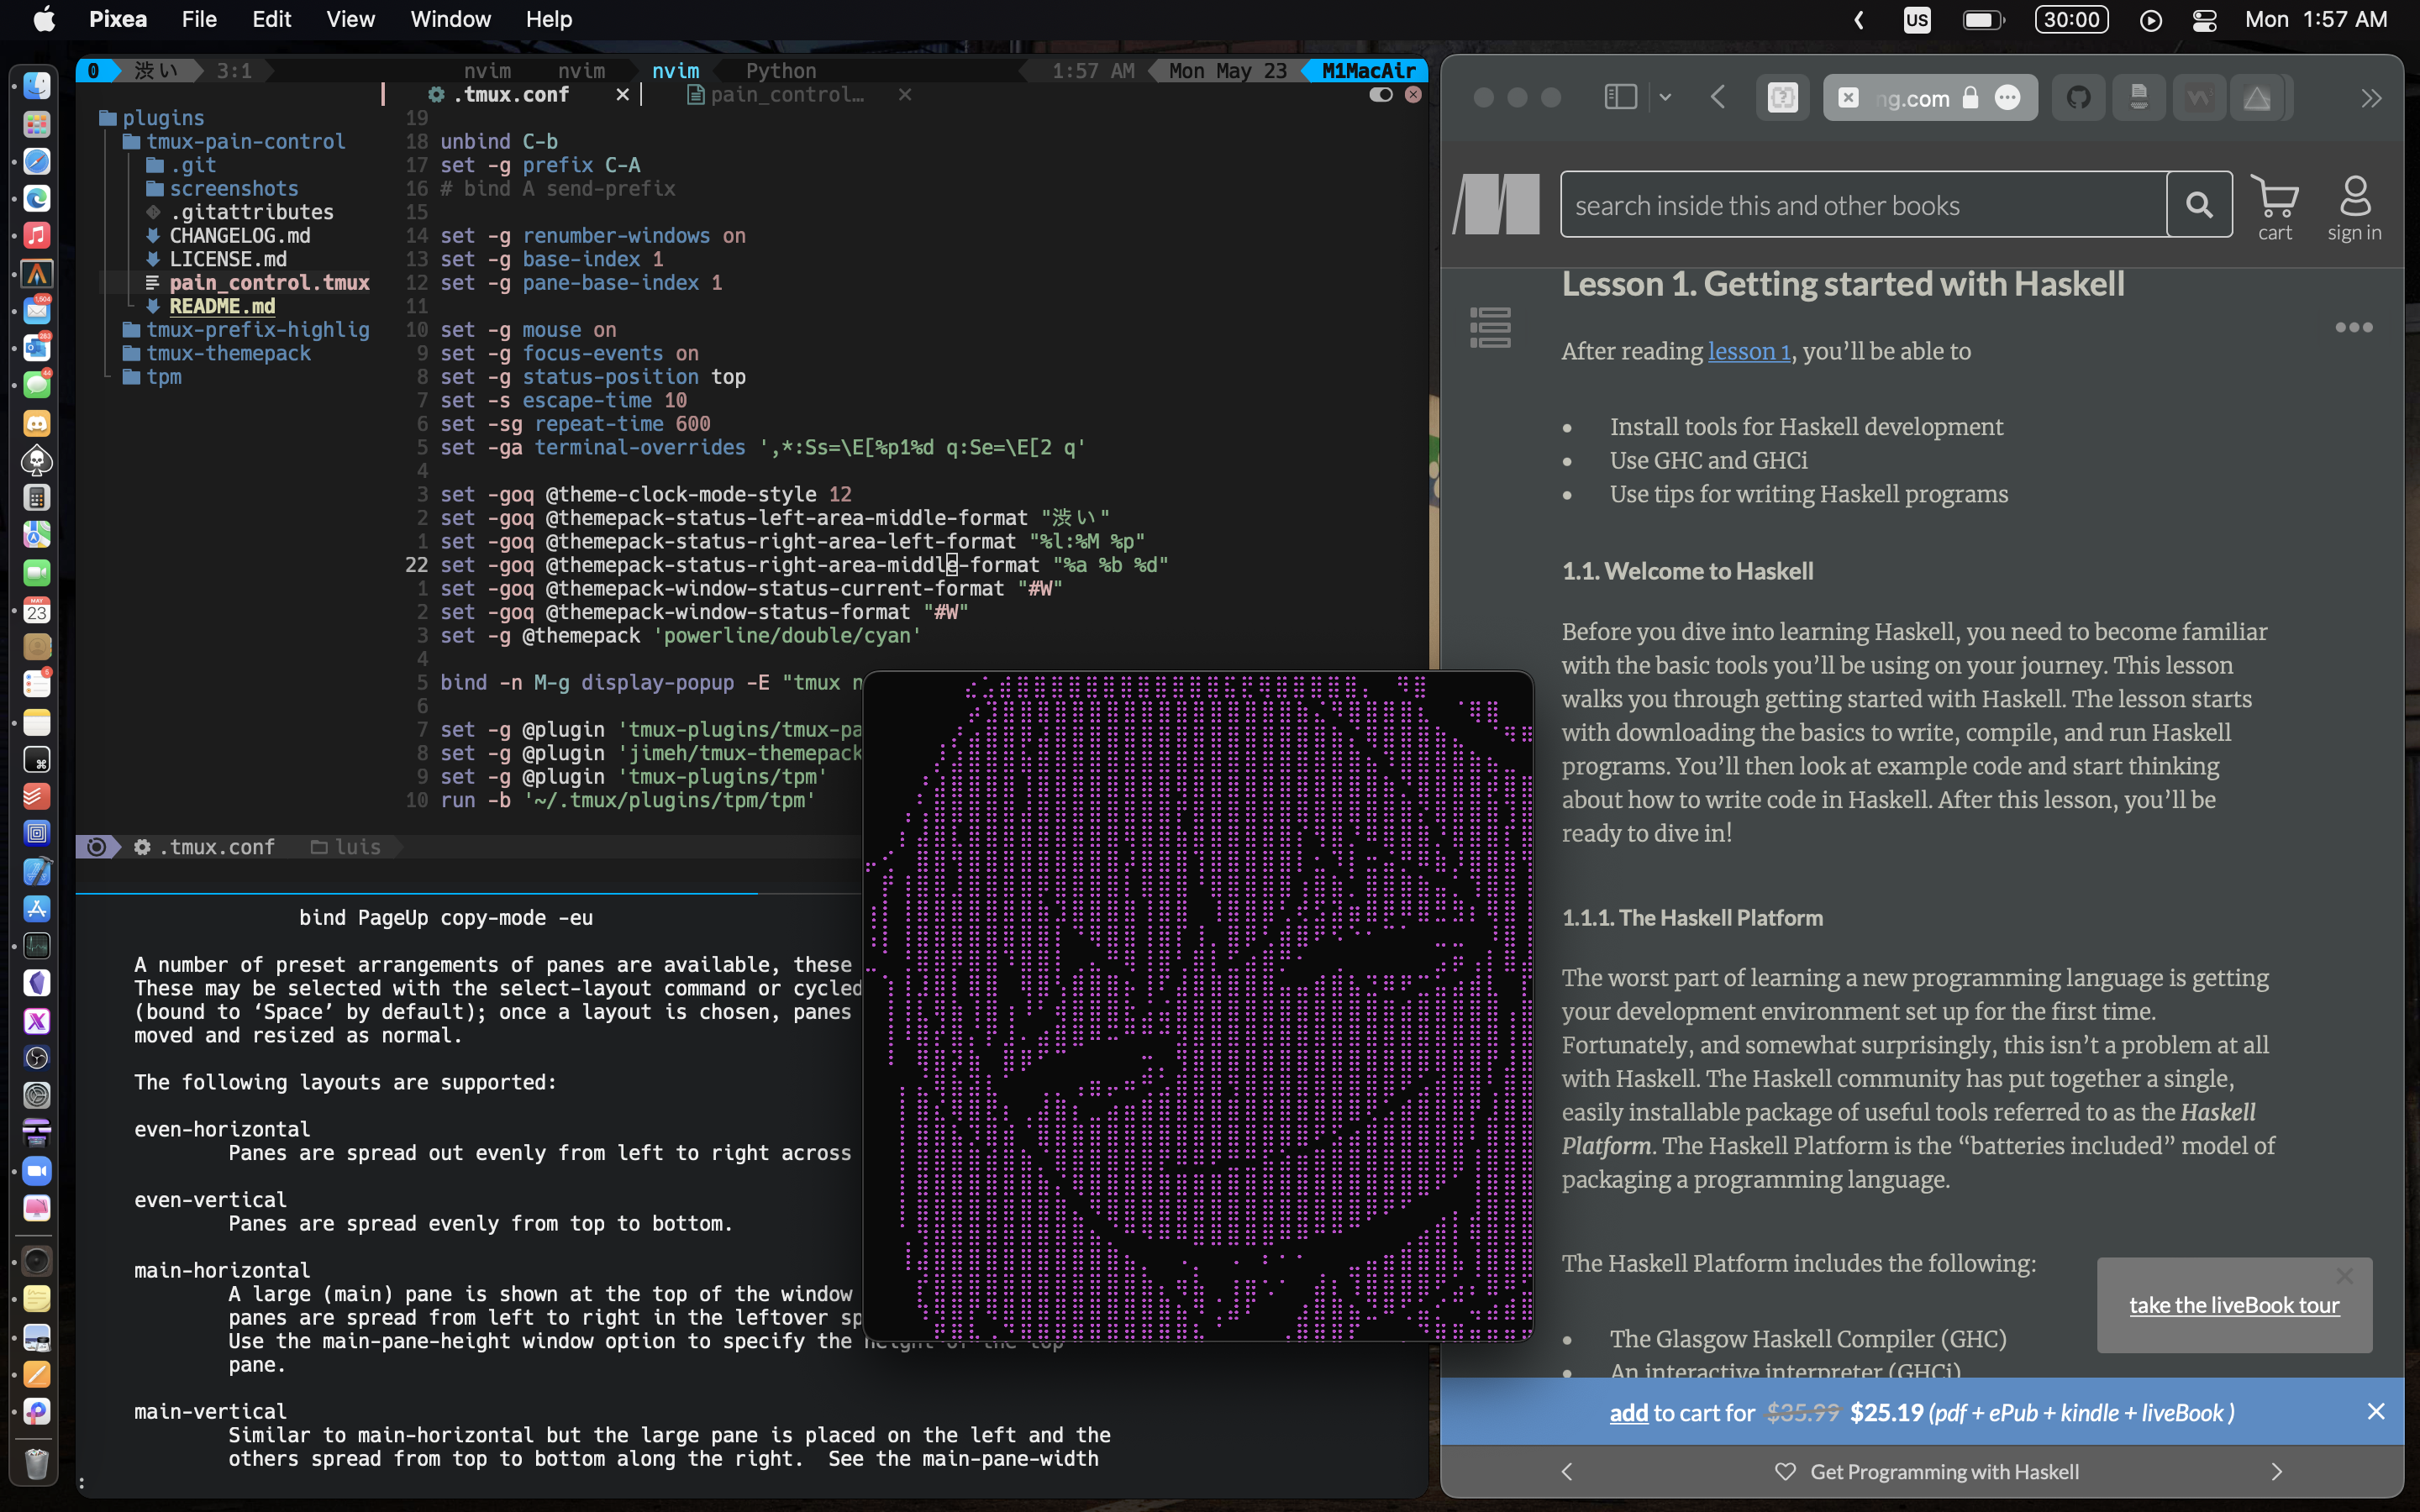 Pixea File Edit View Window Help
US 30:00 Mon 1:57 AM
0 渋い 3:1 nvim nvim nvim Python 1:57 AM Mon May 23 M1MacAir
.tmux.conf pain_control…
plugins
tmux-pain-control
.git
screenshots
.gitattributes
CHANGELOG.md
LICENSE.md
pain_control.tmux
README.md
tmux-prefix-highlig
tmux-themepack
tpm
19
18 unbind C-b
17 set -g prefix C-A
16 # bind A send-prefix
15
14 set -g renumber-windows on
13 set -g base-index 1
12 set -g pane-base-index 1
11
10 set -g mouse on
9 set -g focus-events on
8 set -g status-position top
7 set -s escape-time 10
6 set -sg repeat-time 600
5 set -ga terminal-overrides ',*:Ss=\E[%p1%d q:Se=\E[2 q'
4
3 set -goq @theme-clock-mode-style 12
2 set -goq @themepack-status-left-area-middle-format "渋い"
1 set -goq @themepack-status-right-area-left-format "%l:%M %p"
22 set -goq @themepack-status-right-area-middle-format "%a %b %d"
1 set -goq @themepack-window-status-current-format "#W"
2 set -goq @themepack-window-status-format "#W"
3 set -g @themepack 'powerline/double/cyan'
4
5 bind -n M-g display-popup -E "tmux n
6
7 set -g @plugin 'tmux-plugins/tmux-pa
8 set -g @plugin 'jimeh/tmux-themepack
9 set -g @plugin 'tmux-plugins/tpm'
10 run -b '~/.tmux/plugins/tpm/tpm'
.tmux.conf luis
bind PageUp copy-mode -eu
A number of preset arrangements of panes are available, these
These may be selected with the select-layout command or cycled
(bound to ‘Space’ by default); once a layout is chosen, panes
moved and resized as normal.
The following layouts are supported:
even-horizontal
Panes are spread out evenly from left to right across
even-vertical
Panes are spread evenly from top to bottom.
main-horizontal
A large (main) pane is shown at the top of the window
panes are spread from left to right in the leftover sp
Use the main-pane-height window option to specify the height of the top
pane.
main-vertical
Similar to main-horizontal but the large pane is placed on the left and the
others spread from top to bottom along the right. See the main-pane-width
:
ng.com
search inside this and other books
cart
sign in
Lesson 1. Getting started with Haskell
After reading lesson 1, you’ll be able to
• Install tools for Haskell development
• Use GHC and GHCi
• Use tips for writing Haskell programs
1.1. Welcome to Haskell
Before you dive into learning Haskell, you need to become familiar
with the basic tools you’ll be using on your journey. This lesson
walks you through getting started with Haskell. The lesson starts
with downloading the basics to write, compile, and run Haskell
programs. You’ll then look at example code and start thinking
about how to write code in Haskell. After this lesson, you’ll be
ready to dive in!
1.1.1. The Haskell Platform
The worst part of learning a new programming language is getting
your development environment set up for the first time.
Fortunately, and somewhat surprisingly, this isn’t a problem at all
with Haskell. The Haskell community has put together a single,
easily installable package of useful tools referred to as the Haskell
Platform. The Haskell Platform is the “batteries included” model of
packaging a programming language.
The Haskell Platform includes the following:
• The Glasgow Haskell Compiler (GHC)
• An interactive interpreter (GHCi)
take the liveBook tour
add to cart for $35.99 $25.19 (pdf + ePub + kindle + liveBook )
Get Programming with Haskell